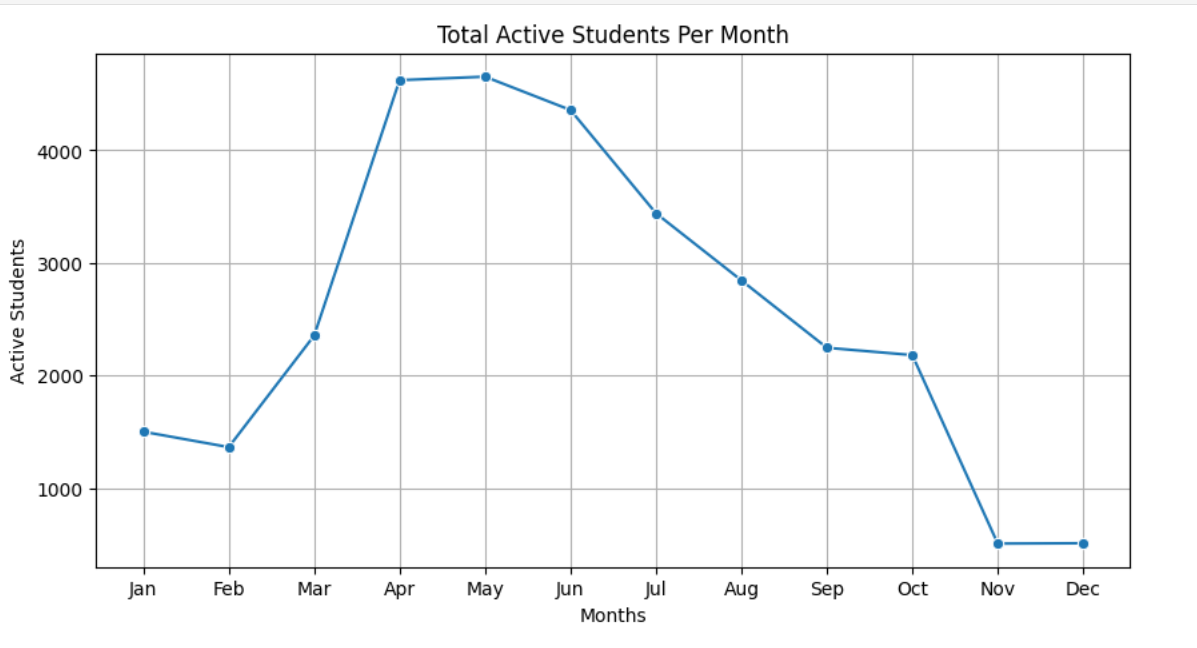 Total Active Students Per Month
Active Students
4000
3000
2000
1000
Jan Feb Mar Apr May Jun Jul Aug Sep Oct Nov Dec
Months